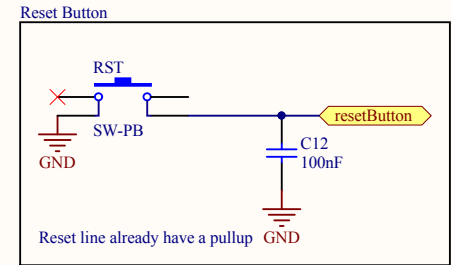 Reset Button
RST
SW-PB
GND
resetButton
C12
100nF
Reset line already have a pullup
GND